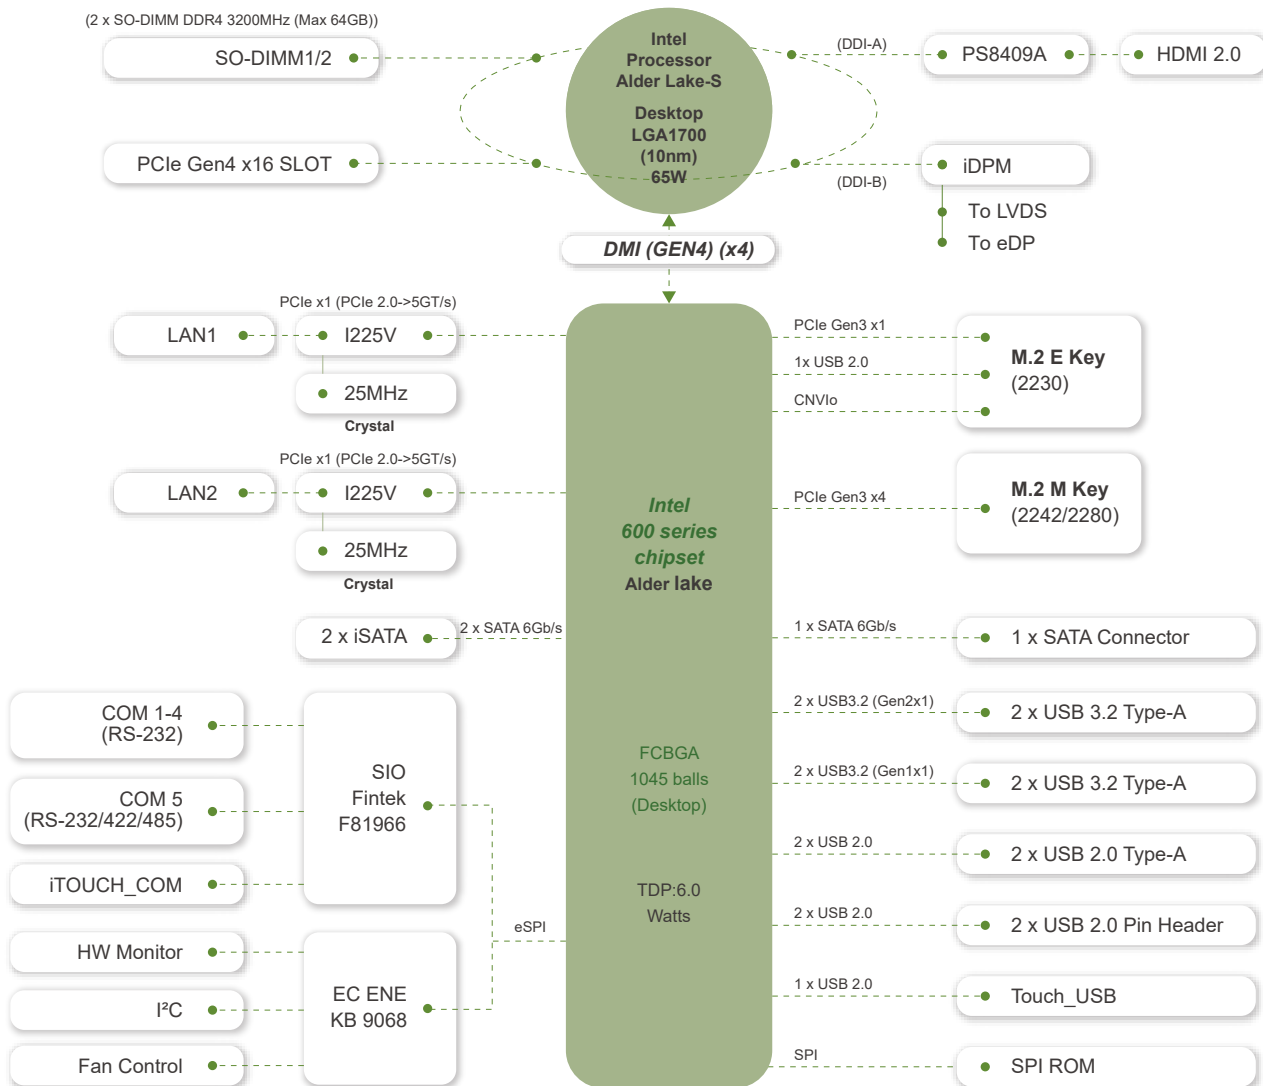 (2 x SO-DIMM DDR4 3200MHz (Max 64GB))
SO-DIMM1/2
PCIe Gen4 x16 SLOT
Intel
Processor
Alder Lake-S
Desktop
LGA1700
(10nm)
65W
(DDI-A)
PS8409A
HDMI 2.0
(DDI-B)
iDPM
To LVDS
To eDP
DMI (GEN4) (x4)
PCIe x1 (PCIe 2.0->5GT/s)
LAN1
I225V
25MHz
Crystal
PCIe x1 (PCIe 2.0->5GT/s)
LAN2
I225V
25MHz
Crystal
2 x iSATA
2 x SATA 6Gb/s
COM 1-4
(RS-232)
COM 5
(RS-232/422/485)
iTOUCH_COM
SIO
Fintek
F81966
HW Monitor
I²C
Fan Control
EC ENE
KB 9068
eSPI
Intel
600 series
chipset
Alder lake
FCBGA
1045 balls
(Desktop)
TDP:6.0
Watts
PCIe Gen3 x1
1x USB 2.0
CNVIo
M.2 E Key
(2230)
PCIe Gen3 x4
M.2 M Key
(2242/2280)
1 x SATA 6Gb/s
1 x SATA Connector
2 x USB3.2 (Gen2x1)
2 x USB 3.2 Type-A
2 x USB3.2 (Gen1x1)
2 x USB 3.2 Type-A
2 x USB 2.0
2 x USB 2.0 Type-A
2 x USB 2.0
2 x USB 2.0 Pin Header
1 x USB 2.0
Touch_USB
SPI
SPI ROM